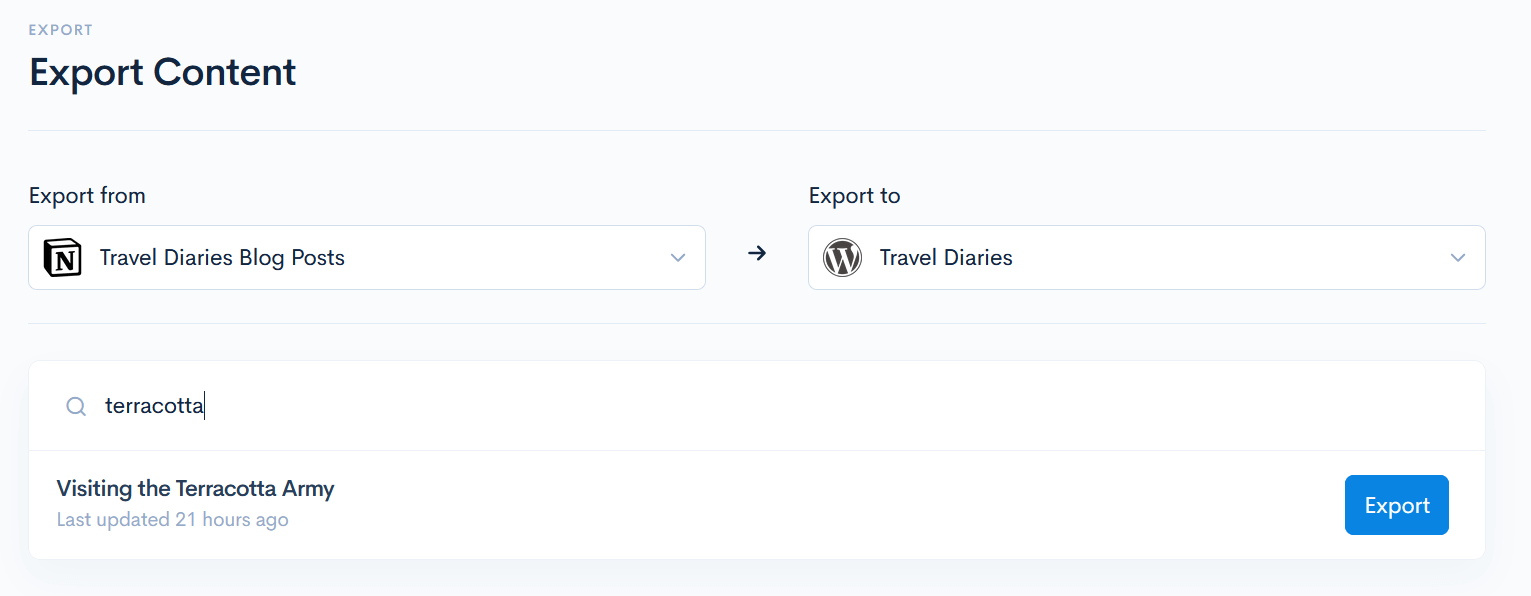 EXPORT
Export Content
Export from
Export to
N Travel Diaries Blog Posts
W Travel Diaries
terracotta
Visiting the Terracotta Army
Last updated 21 hours ago
Export